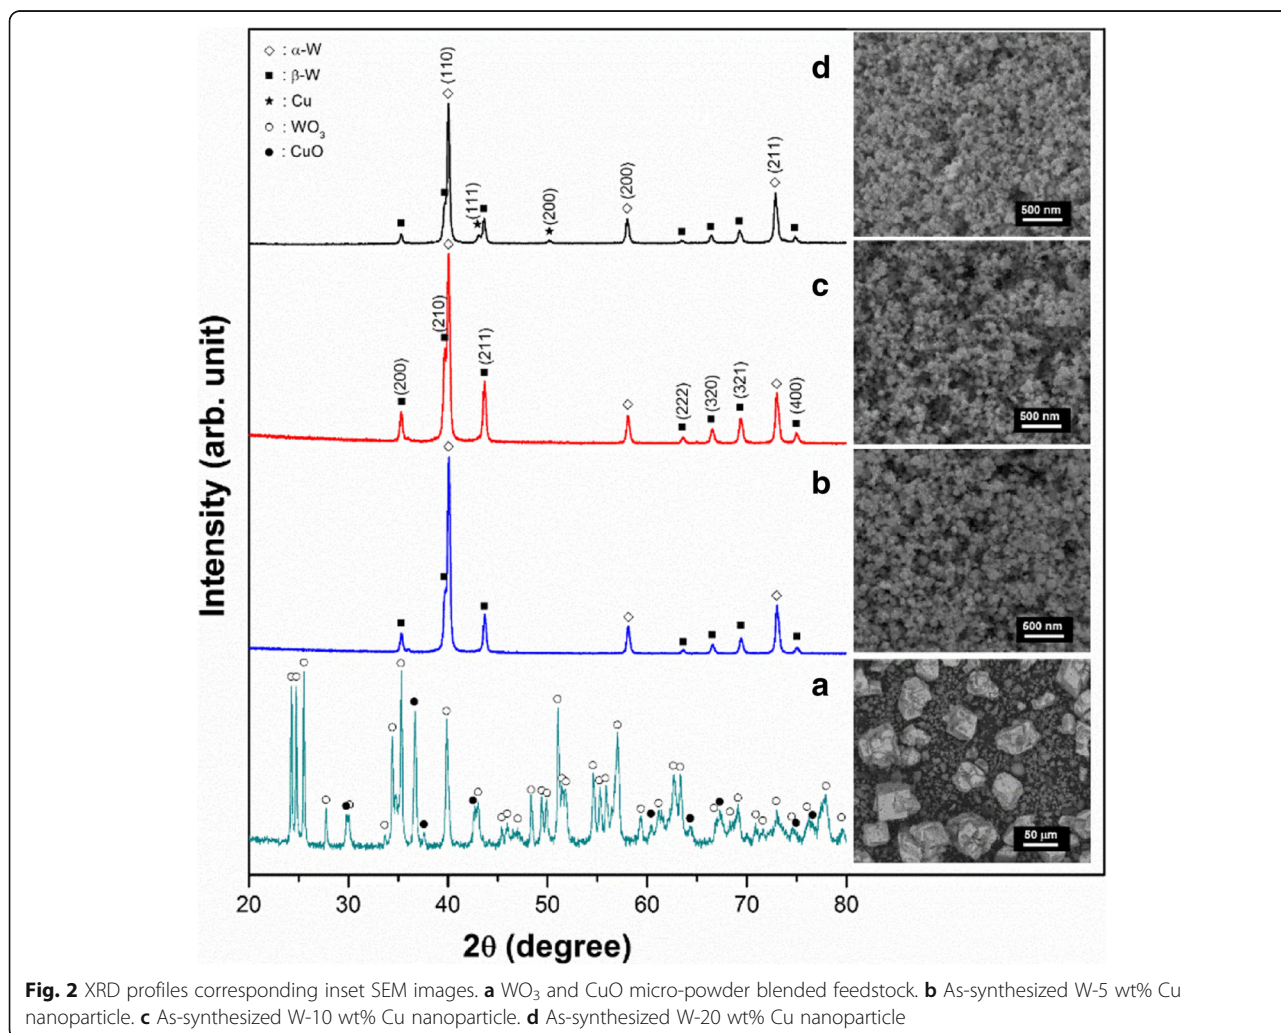 ◇ : α-W
■ : β-W
★ : Cu
○ : WO₃
● : CuO
(110)
(111)
(200)
(200)
(211)
d
500 nm
(200)
(210)
(211)
(222)
(320)
(321)
(400)
c
500 nm
b
500 nm
a
50 µm
Intensity (arb. unit)
20 30 40 50 60 70 80
2θ (degree)
Fig. 2 XRD profiles corresponding inset SEM images. a WO₃ and CuO micro-powder blended feedstock. b As-synthesized W-5 wt% Cu
nanoparticle. c As-synthesized W-10 wt% Cu nanoparticle. d As-synthesized W-20 wt% Cu nanoparticle